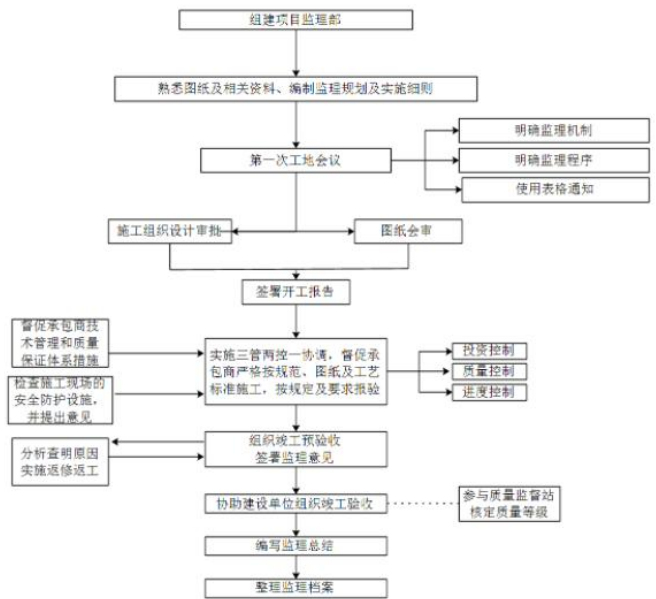 组建项目监理部
熟悉图纸及相关资料、编制监理规划及实施细则
第一次工地会议
明确监理机制
明确监理程序
使用表格通知
施工组织设计审批
图纸会审
签署开工报告
督促承包商技
术管理和质量
保证体系措施
检查施工现场的
安全防护设施，
并提出意见
实施三管两控一协调，督促承
包商严格按规范、图纸及工艺
标准施工，按规定及要求报验
投资控制
质量控制
进度控制
分析查明原因
实施返修返工
组织竣工预验收
签署监理意见
协助建设单位组织竣工验收
参与质量监督站
核定质量等级
编写监理总结
整理监理档案